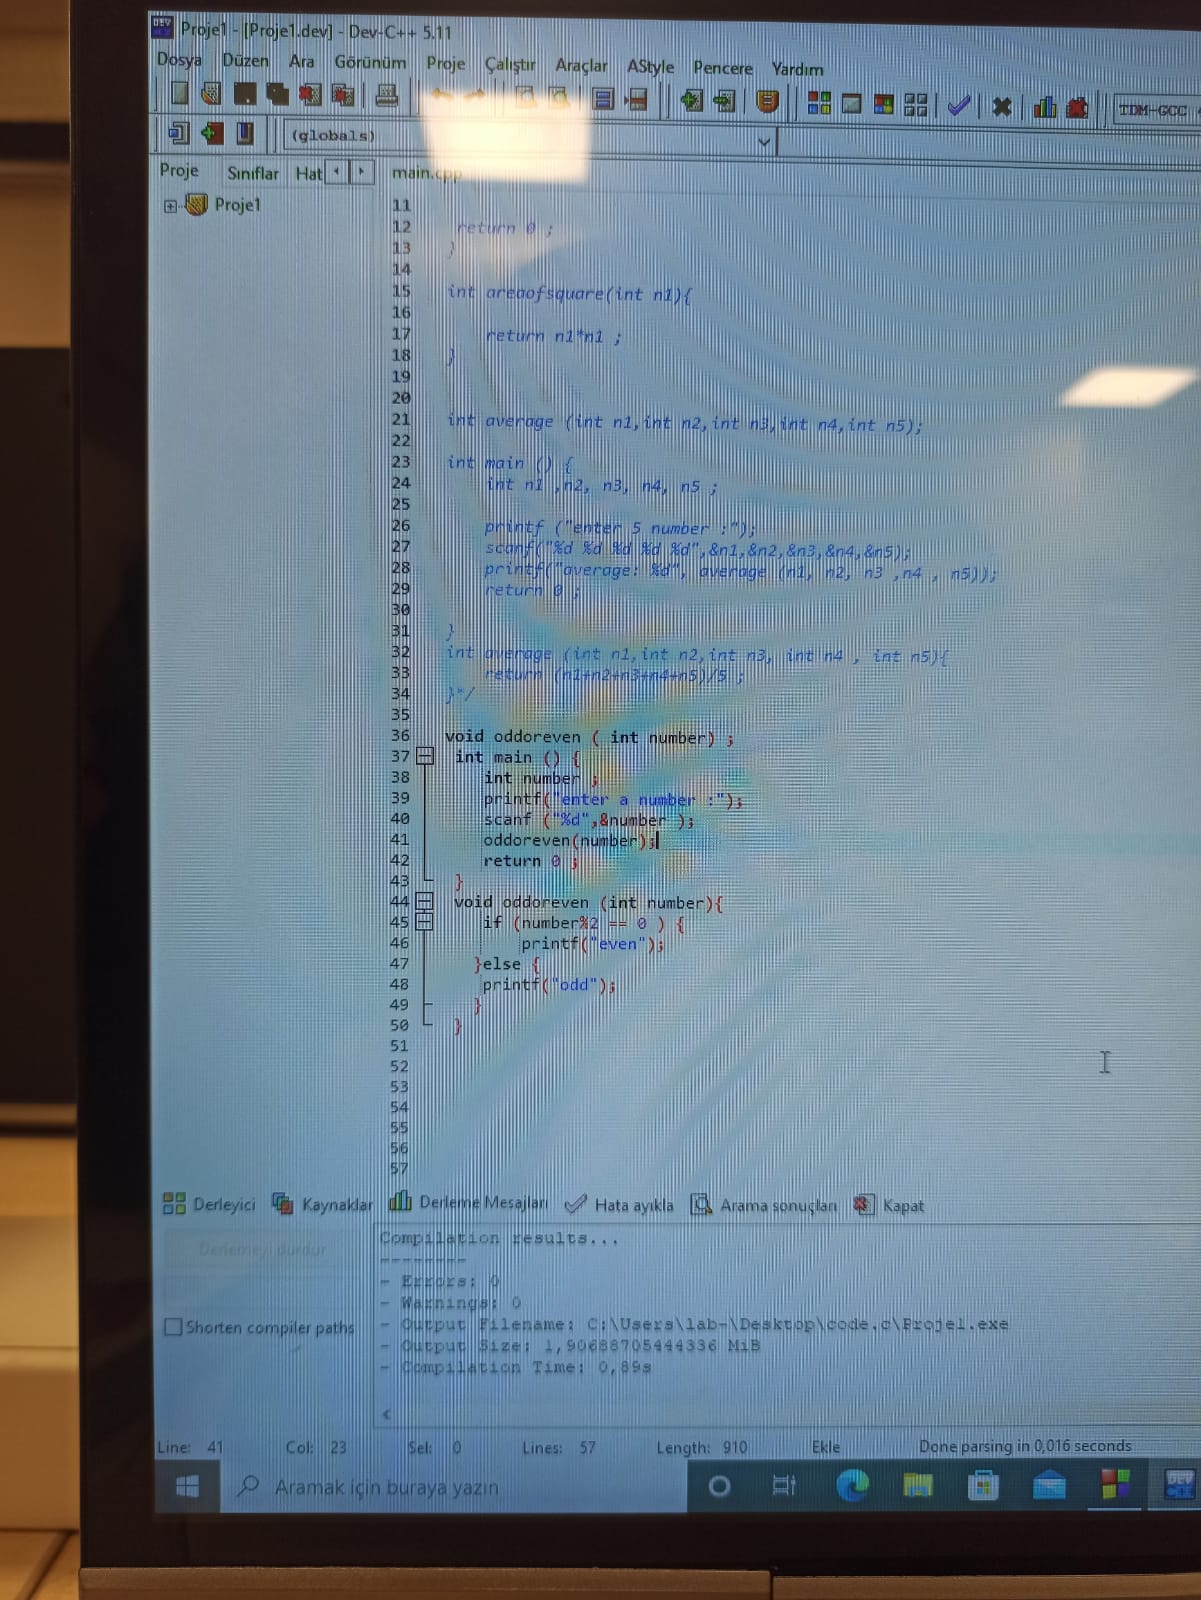 Proje1 - [Proje1.dev] - Dev-C++ 5.11
Dosya Düzen Ara Görünüm Proje Çalıştır Araçlar AStyle Pencere Yardım
TDM-GCC
(globals)
Proje Sınıflar Hat main.cpp
Proje1
11
12 return 0 ;
13 }
14
15 int areaofsquare(int n1){
16
17 return n1*n1 ;
18 }
19
20
21 int average (int n1,int n2,int n3,int n4,int n5);
22
23 int main () {
24 int n1 ,n2, n3, n4, n5 ;
25
26 printf ("enter 5 number :");
27 scanf("%d %d %d %d %d",&n1,&n2,&n3,&n4,&n5);
28 printf("average: %d", average (n1, n2, n3 ,n4 , n5));
29 return 0 ;
30
31 }
32 int average (int n1,int n2,int n3, int n4 , int n5){
33 return (n1+n2+n3+n4+n5)/5 ;
34 }*/
35
36 void oddoreven ( int number) ;
37 int main () {
38 int number ;
39 printf("enter a number :");
40 scanf ("%d",&number );
41 oddoreven(number);
42 return 0 ;
43 }
44 void oddoreven (int number){
45 if (number%2 == 0 ) {
46 printf("even");
47 }else {
48 printf("odd");
49 }
50 }
51
52
53
54
55
56
57
Derleyici Kaynaklar Derleme Mesajları Hata ayıkla Arama sonuçları Kapat
Derlemeyi durdur
Shorten compiler paths
Compilation results...
--------
- Errors: 0
- Warnings: 0
- Output Filename: C:\Users\lab-\Desktop\code.c\Proje1.exe
- Output Size: 1,90688705444336 MiB
- Compilation Time: 0,89s
Line: 41 Col: 23 Sel: 0 Lines: 57 Length: 910 Ekle Done parsing in 0,016 seconds
Aramak için buraya yazın
DEV C++